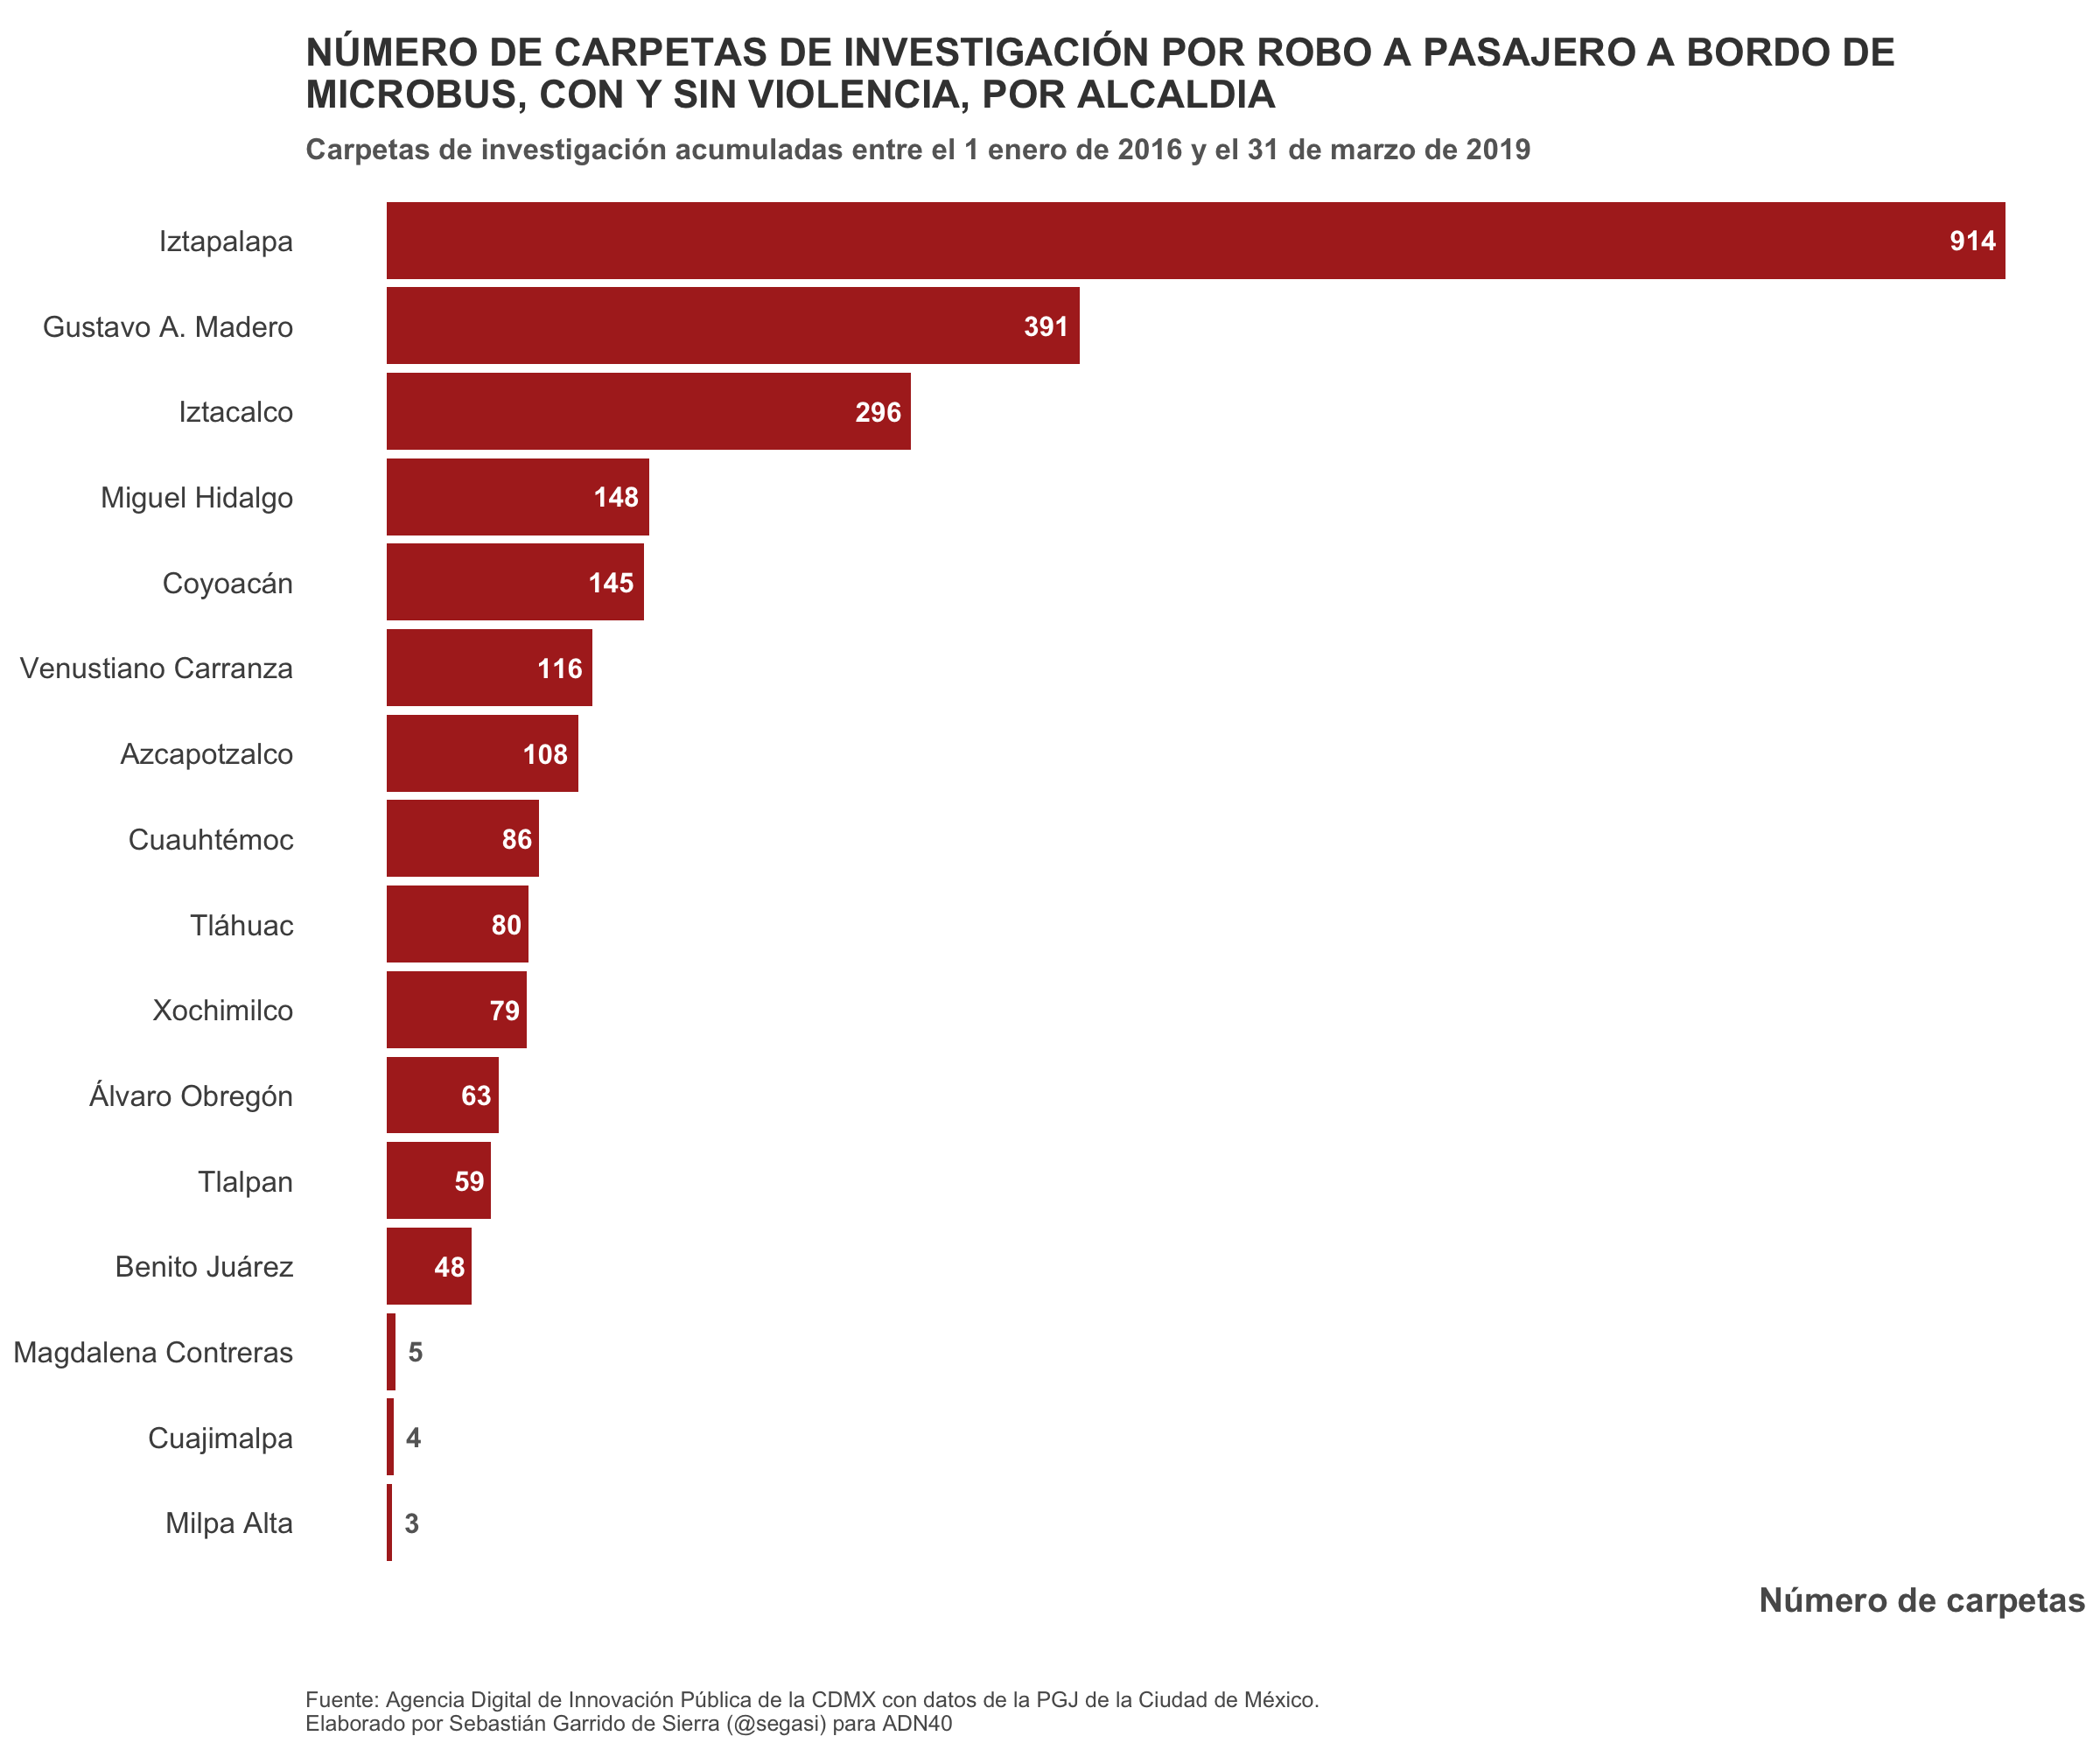 NÚMERO DE CARPETAS DE INVESTIGACIÓN POR ROBO A PASAJERO A BORDO DE
MICROBUS, CON Y SIN VIOLENCIA, POR ALCALDIA
Carpetas de investigación acumuladas entre el 1 enero de 2016 y el 31 de marzo de 2019
Iztapalapa 914
Gustavo A. Madero 391
Iztacalco 296
Miguel Hidalgo 148
Coyoacán 145
Venustiano Carranza 116
Azcapotzalco 108
Cuauhtémoc 86
Tláhuac 80
Xochimilco 79
Álvaro Obregón 63
Tlalpan 59
Benito Juárez 48
Magdalena Contreras 5
Cuajimalpa 4
Milpa Alta 3
Número de carpetas
Fuente: Agencia Digital de Innovación Pública de la CDMX con datos de la PGJ de la Ciudad de México.
Elaborado por Sebastián Garrido de Sierra (@segasi) para ADN40